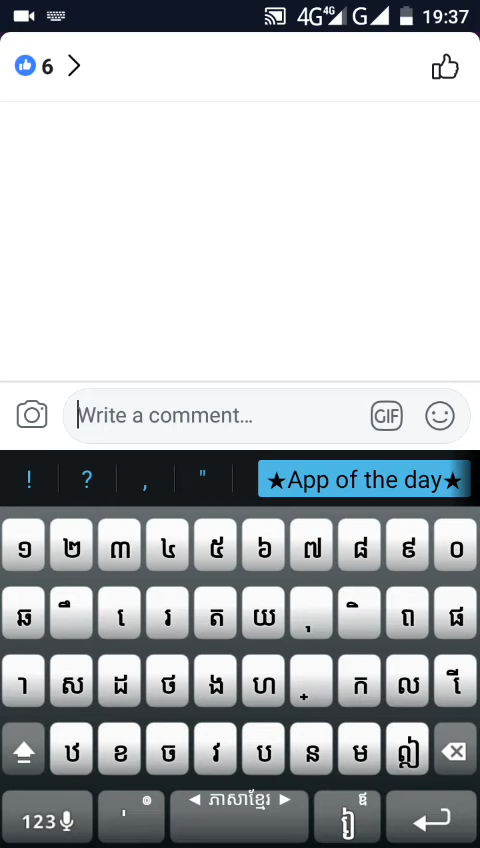 4G 4G G 19:37
6
Write a comment... GIF
! ? , " ★App of the day★
១ ២ ៣ ៤ ៥ ៦ ៧ ៨ ៩ ០
ឆ ឹ េ រ ត យ ុ ិ ថ ផ
ា ស ដ ថ ង ហ ្ ក ល ើ
ឋ ខ ច វ ប ន ម ញ
123 ' ◄ ភាសាខ្មែរ ► ឪ